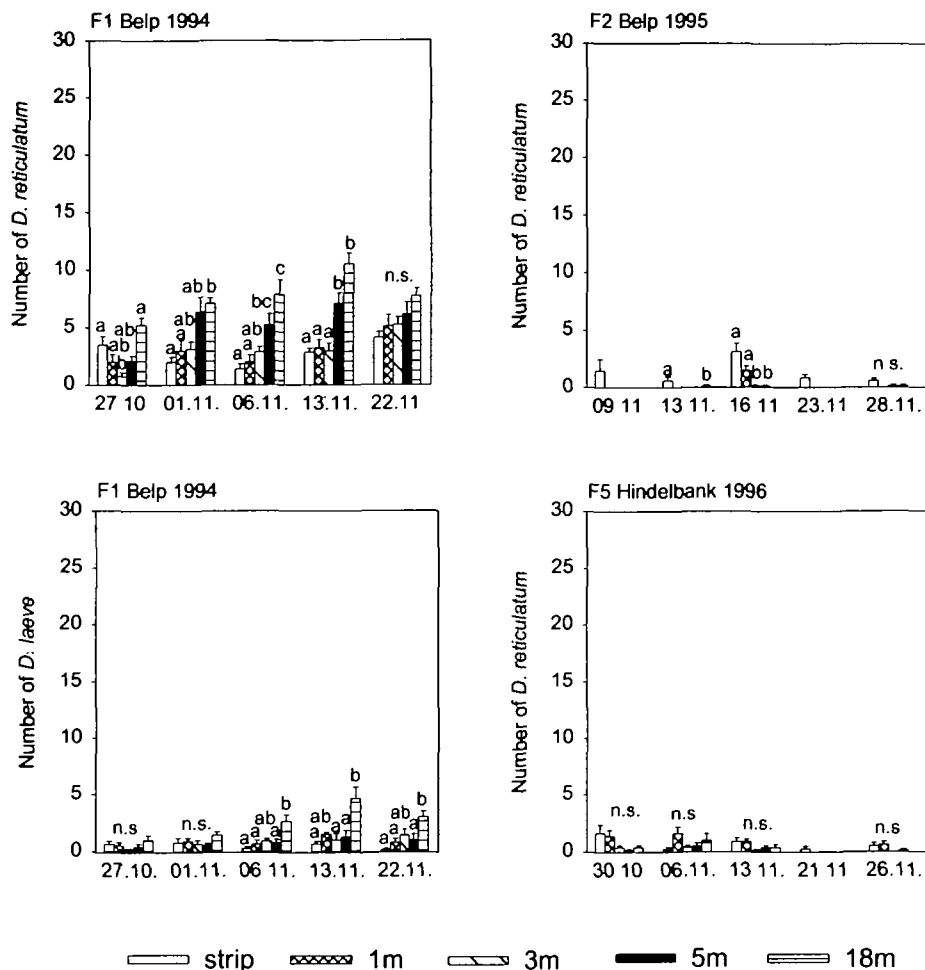 F1 Belp 1994
30
25
20
15
10
5
0
Number of D. reticulatum
a a ab b ab a
a a ab ab ab b
a a ab bc c
a a a b b
n.s.
27 10 01.11. 06.11. 13.11 22.11
F2 Belp 1995
30
25
20
15
10
5
0
Number of D. reticulatum
a b
a a b b
n s.
09 11 13 11. 16 11 23.11 28.11.
F1 Belp 1994
30
25
20
15
10
5
0
Number of D. laeve
n.s
n.s.
a a ab a b
a ab a a b
a a ab a b
27.10. 01.11. 06 11. 13.11. 22.11.
F5 Hindelbank 1996
30
25
20
15
10
5
0
Number of D. reticulatum
n.s.
n.s
n.s.
n.s
30 10 06.11. 13 11. 21 11 26.11.
strip 1m 3m 5m 18m